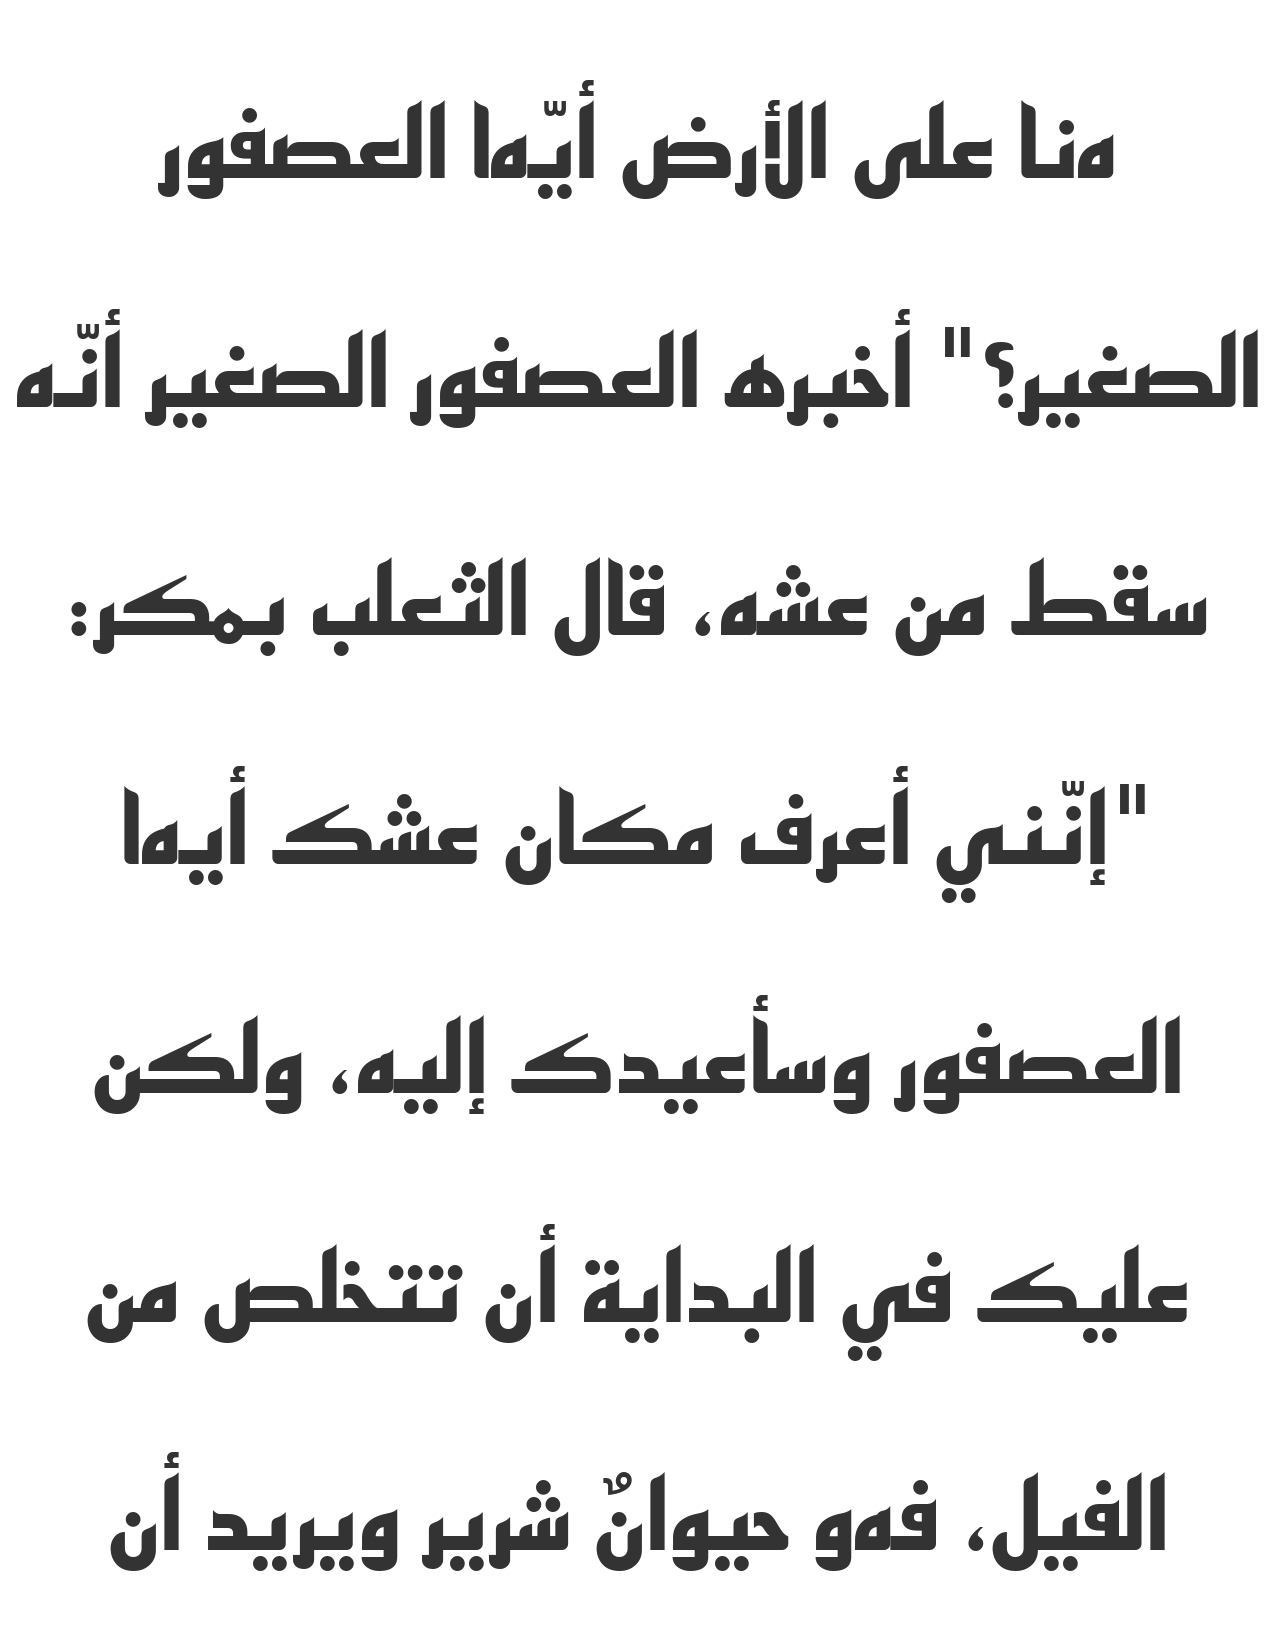 هنا على الأرض أيّها العصفور
الصغير؟" أخبره العصفور الصغير أنّه
سقط من عشه، قال الثعلب بمكر:
"إنّني أعرف مكان عشك أيها
العصفور وسأعيدك إليه، ولكن
عليك في البداية أن تتخلص من
الفيل، فهو حيوانٌ شرير ويريد أن